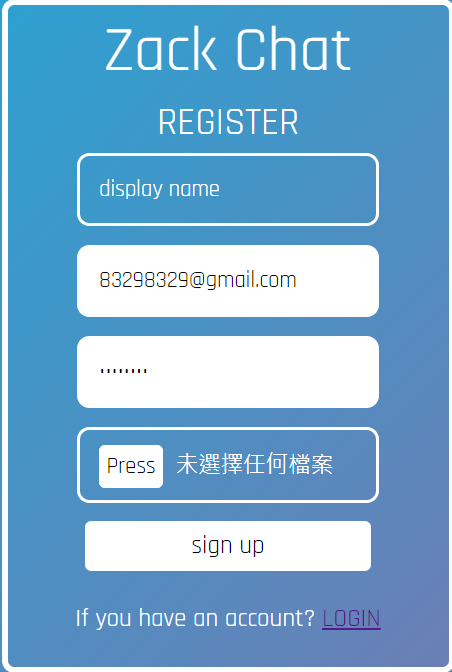 Zack Chat
REGISTER
display name
83298329@gmail.com
........
Press 未選擇任何檔案
sign up
If you have an account? LOGIN